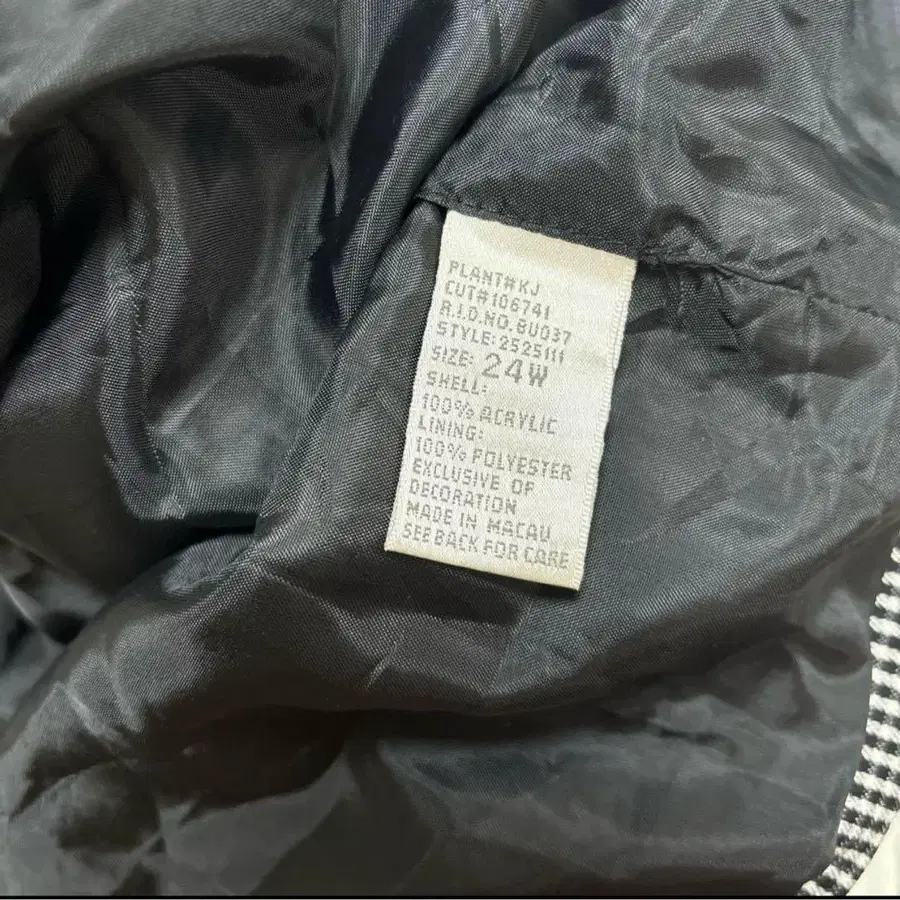 PLANT#KJ
CUT#106741
R.I.D.NO.BU037
STYLE:2525111
SIZE: 24W
SHELL:
100% ACRYLIC
LINING:
100% POLYESTER
EXCLUSIVE OF
DECORATION
MADE IN MACAU
SEE BACK FOR CARE